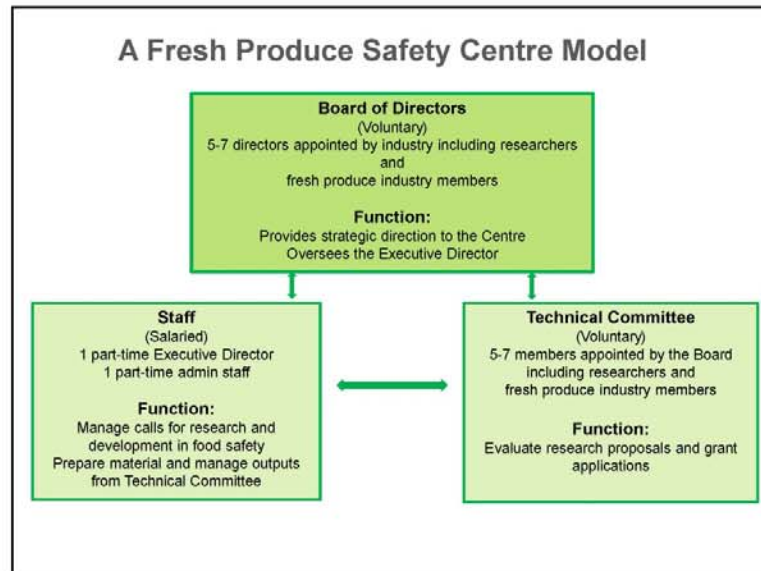 A Fresh Produce Safety Centre Model
Board of Directors
(Voluntary)
5-7 directors appointed by industry including researchers
and
fresh produce industry members
Function:
Provides strategic direction to the Centre
Oversees the Executive Director
Staff
(Salaried)
1 part-time Executive Director
1 part-time admin staff
Function:
Manage calls for research and
development in food safety
Prepare material and manage outputs
from Technical Committee
Technical Committee
(Voluntary)
5-7 members appointed by the Board
including researchers and
fresh produce industry members
Function:
Evaluate research proposals and grant
applications